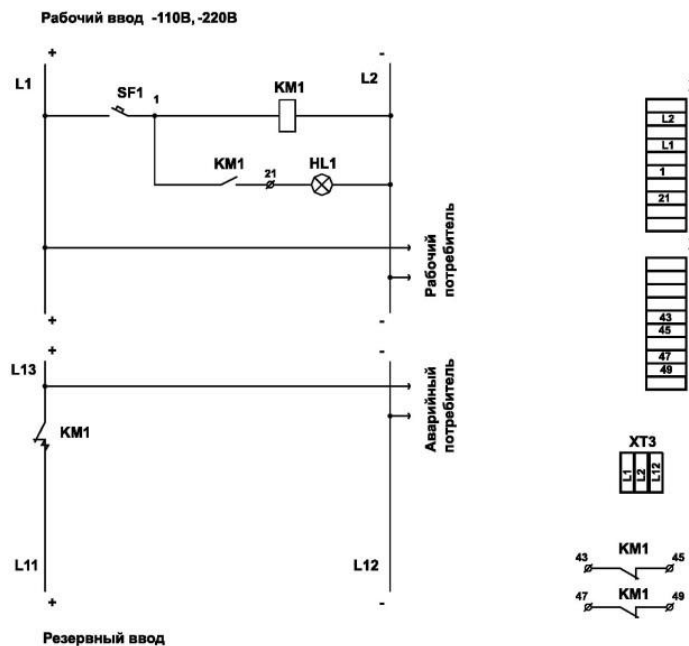 Рабочий ввод -110В, -220В
+ -
L1 L2
SF1 1 KM1
KM1 21 HL1
Рабочий
потребитель
+ -
+ -
L13
Аварийный
потребитель
KM1
L11 L12
+ -
Резервный ввод
L2
L1
1
21
43
45
47
49
XT3
L1 L2 L12
43 KM1 45
47 KM1 49